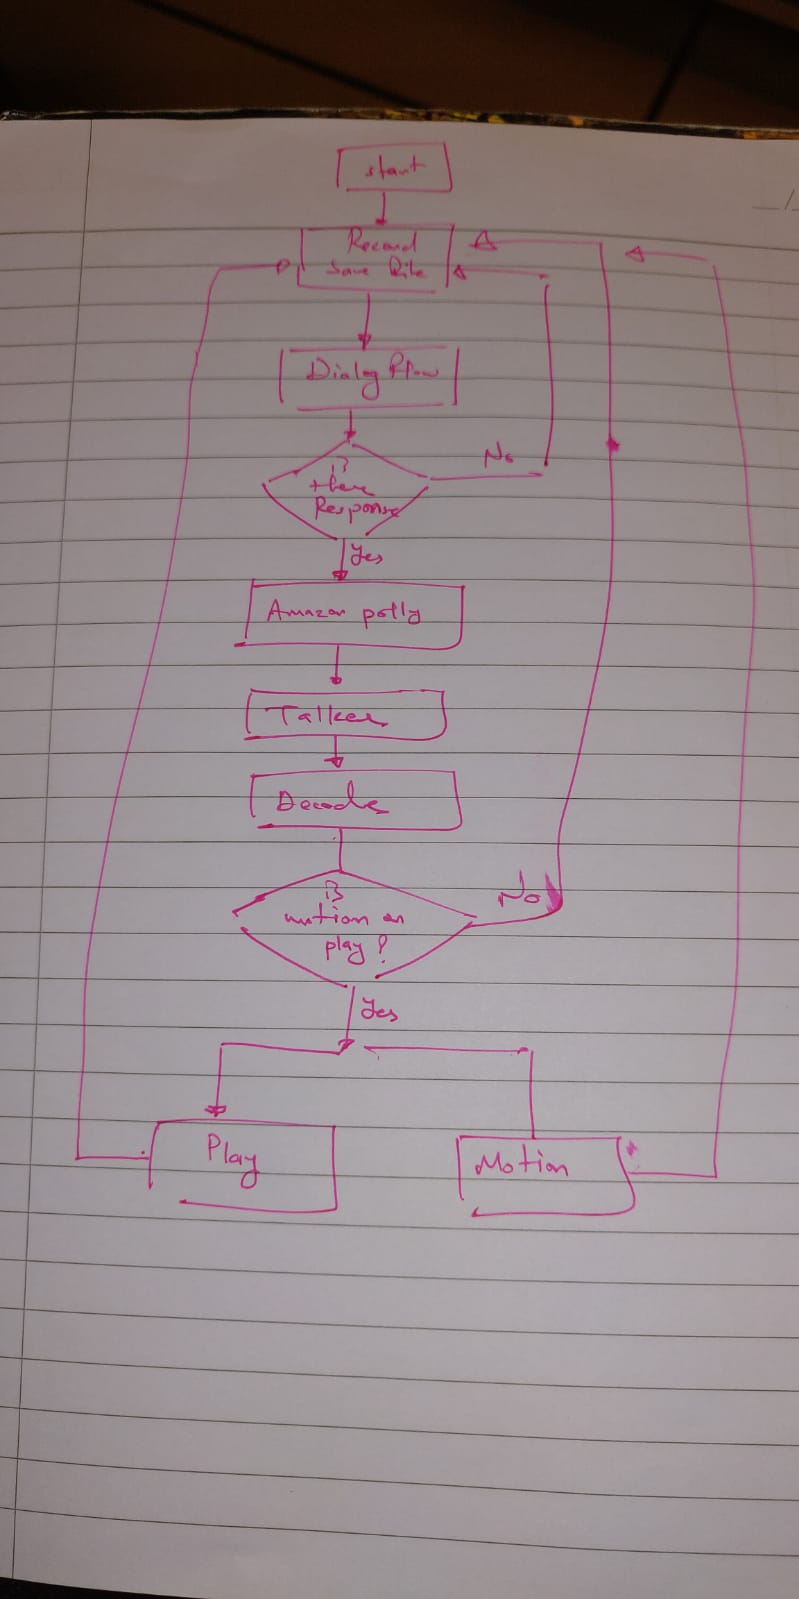 start
Record
Save file
Dialog flow
No
Is
there
Response
Yes
Amazon polly
Talker
Decode
Is
motion or
play?
No
Yes
Play
Motion